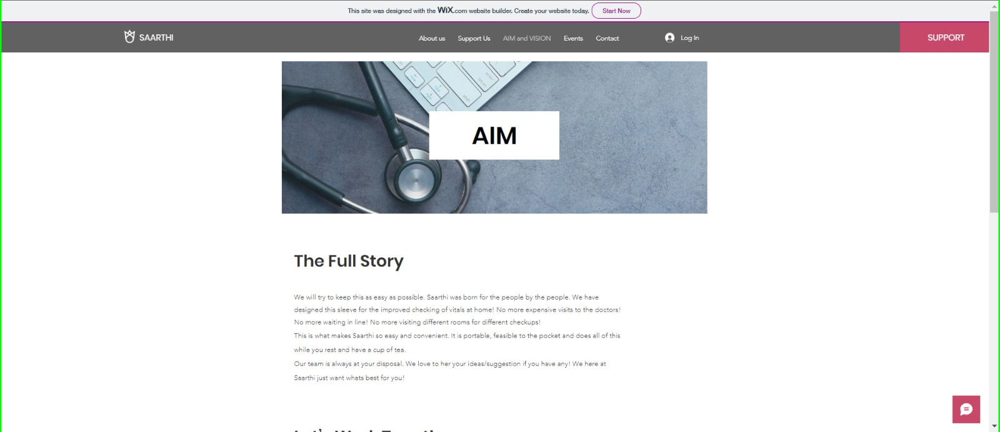 This site was designed with the WiX.com website builder. Create your website today. Start Now
SAARTHI
About us Support Us AIM and VISION Events Contact
Log In
SUPPORT
AIM
The Full Story
We will try to keep this as easy as possible. Saarthi was born for the people by the people. We have
designed this sleeve for the improved checking of vitals at home! No more expensive visits to the doctors!
No more waiting in line! No more visiting different rooms for different checkups!
This is what makes Saarthi so easy and convenient. It is portable, feasible to the pocket and does all of this
while you rest and have a cup of tea.
Our team is always at your disposal. We love to her your ideas/suggestion if you have any! We here at
Saarthi just want whats best for you!